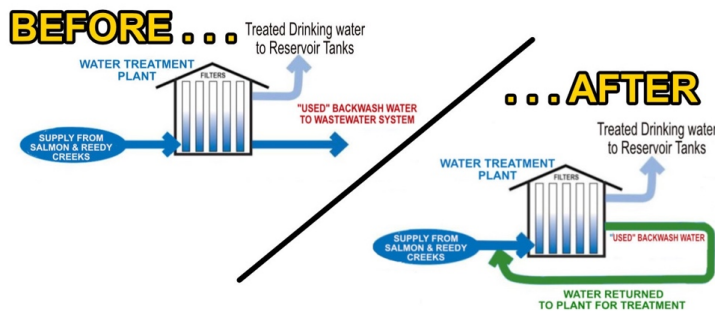 BEFORE . . .
Treated Drinking water
to Reservoir Tanks
WATER TREATMENT
PLANT
FILTERS
"USED" BACKWASH WATER
TO WASTEWATER SYSTEM
SUPPLY FROM
SALMON & REEDY
CREEKS
. . . AFTER
Treated Drinking water
to Reservoir Tanks
WATER TREATMENT
PLANT
FILTERS
SUPPLY FROM
SALMON & REEDY
CREEKS
"USED" BACKWASH WATER
WATER RETURNED
TO PLANT FOR TREATMENT